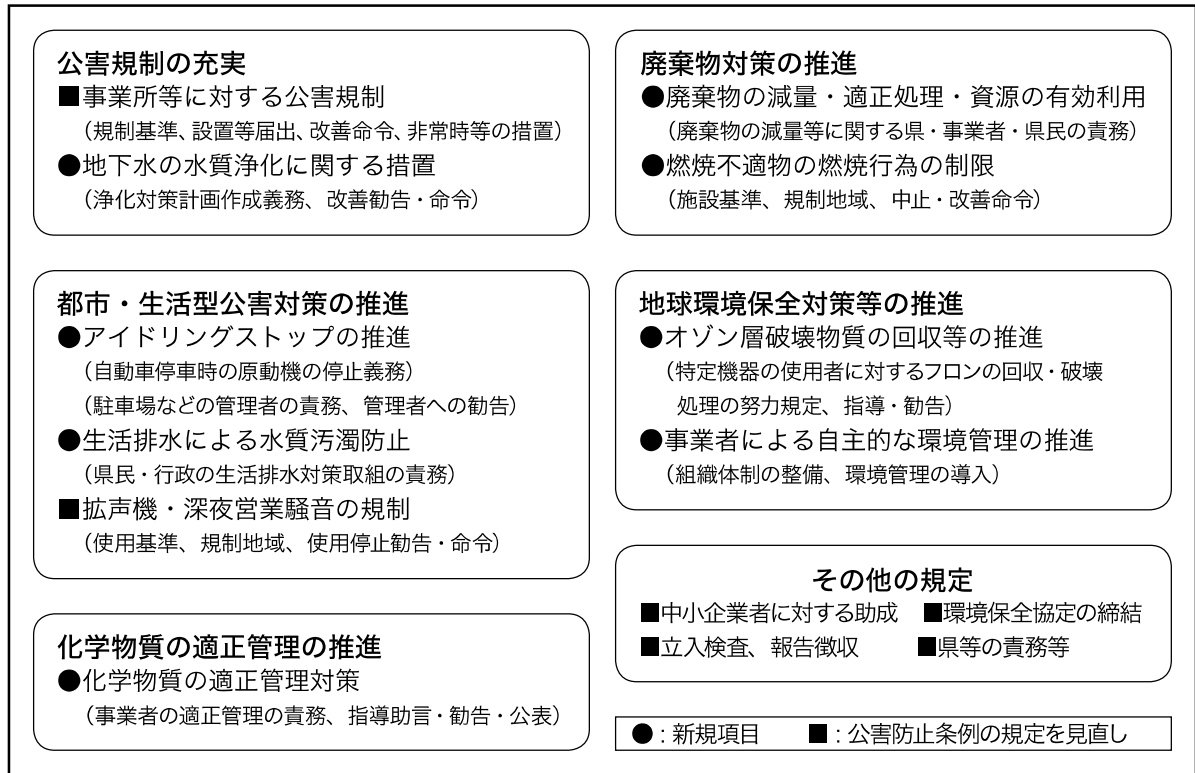 公害規制の充実
■事業所等に対する公害規制
(規制基準、設置等届出、改善命令、非常時等の措置)
●地下水の水質浄化に関する措置
(浄化対策計画作成義務、改善勧告・命令)
都市・生活型公害対策の推進
●アイドリングストップの推進
(自動車停車時の原動機の停止義務)
(駐車場などの管理者の責務、管理者への勧告)
●生活排水による水質汚濁防止
(県民・行政の生活排水対策取組の責務)
■拡声機・深夜営業騒音の規制
(使用基準、規制地域、使用停止勧告・命令)
化学物質の適正管理の推進
●化学物質の適正管理対策
(事業者の適正管理の責務、指導助言・勧告・公表)
廃棄物対策の推進
●廃棄物の減量・適正処理・資源の有効利用
(廃棄物の減量等に関する県・事業者・県民の責務)
●燃焼不適物の燃焼行為の制限
(施設基準、規制地域、中止・改善命令)
地球環境保全対策等の推進
●オゾン層破壊物質の回収等の推進
(特定機器の使用者に対するフロンの回収・破壊
処理の努力規定、指導・勧告)
●事業者による自主的な環境管理の推進
(組織体制の整備、環境管理の導入)
その他の規定
■中小企業者に対する助成 ■環境保全協定の締結
■立入検査、報告徴収 ■県等の責務等
●:新規項目 ■:公害防止条例の規定を見直し